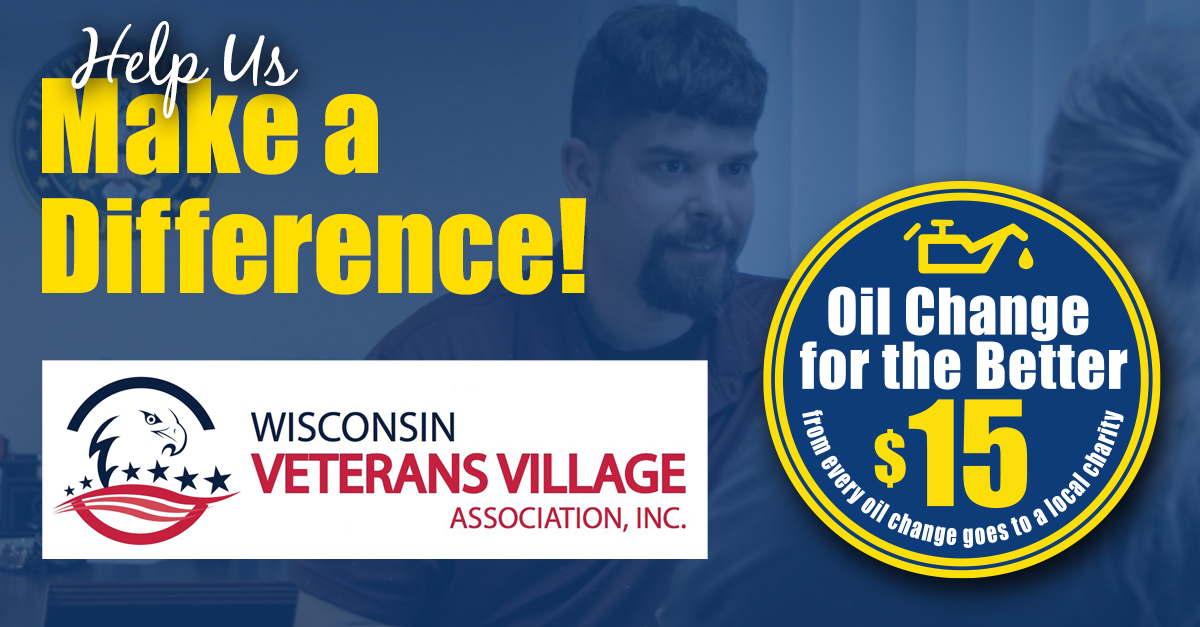 Help Us
Make a
Difference!
WISCONSIN
VETERANS VILLAGE
ASSOCIATION, INC.
Oil Change
for the Better
$15
from every oil change goes to a local charity